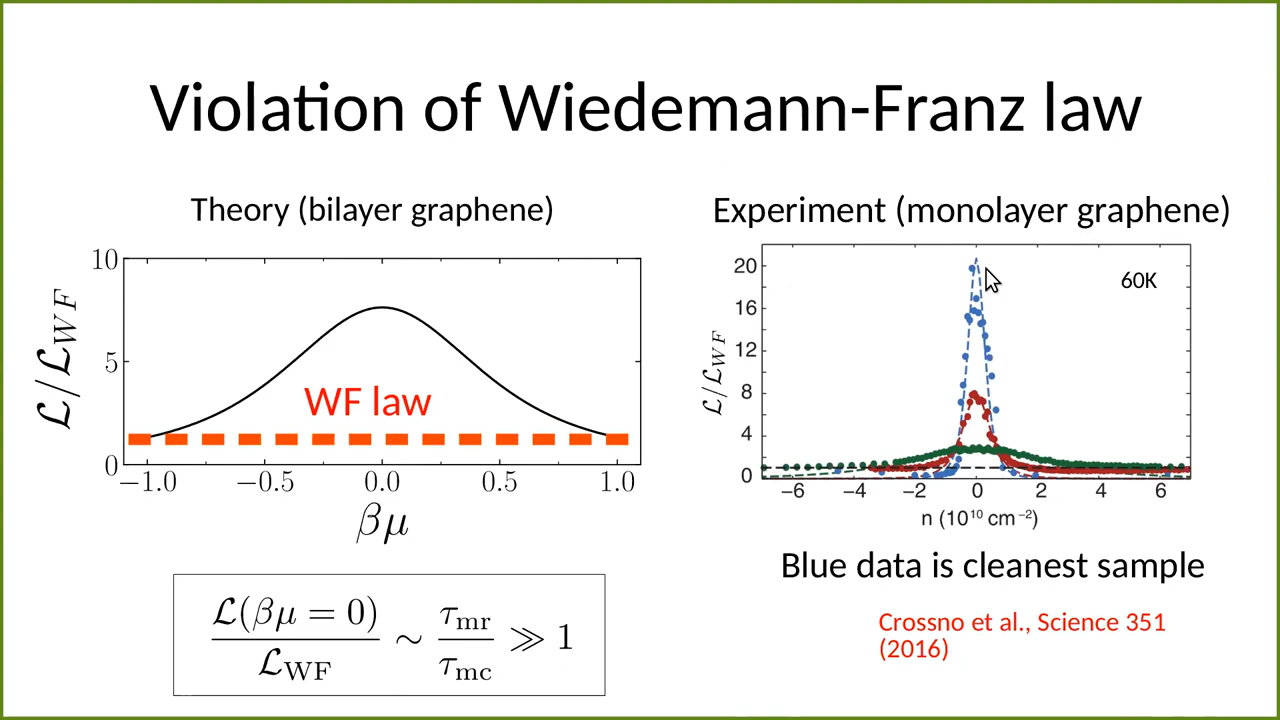 Violation of Wiedemann-Franz law
Theory (bilayer graphene)
ℒ/ℒ_WF
10
5
0
WF law
−1.0 −0.5 0.0 0.5 1.0
βμ
ℒ(βμ = 0)/ℒ_WF ∼ τ_mr/τ_mc ≫ 1
Experiment (monolayer graphene)
ℒ/ℒ_WF
20
16
12
8
4
0
60K
−6 −4 −2 0 2 4 6
n (10¹⁰ cm⁻²)
Blue data is cleanest sample
Crossno et al., Science 351
(2016)